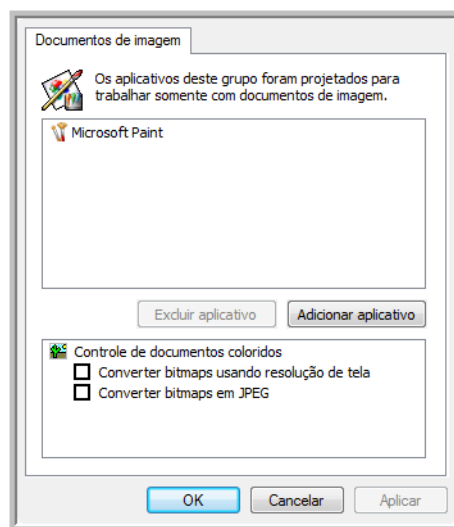 Documentos de imagem
Os aplicativos deste grupo foram projetados para
trabalhar somente com documentos de imagem.
Microsoft Paint
Excluir aplicativo
Adicionar aplicativo
Controle de documentos coloridos
Converter bitmaps usando resolução de tela
Converter bitmaps em JPEG
OK
Cancelar
Aplicar